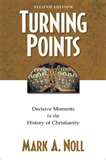 SECOND EDITION
TURNING
POINTS
Decisive Moments
in the
History of Christianity
MARK A. NOLL